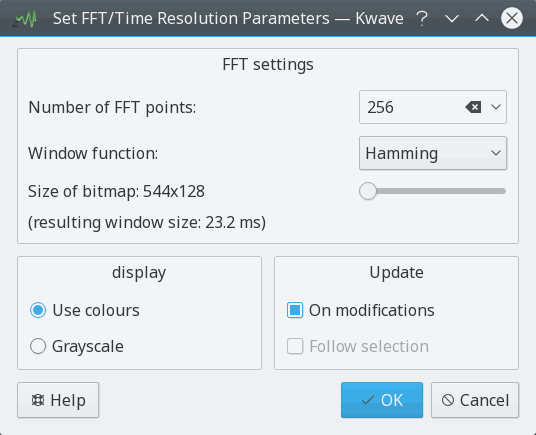 Set FFT/Time Resolution Parameters — Kwave
FFT settings
Number of FFT points: 256
Window function: Hamming
Size of bitmap: 544x128
(resulting window size: 23.2 ms)
display
Update
Use colours
On modifications
Grayscale
Follow selection
Help
OK
Cancel